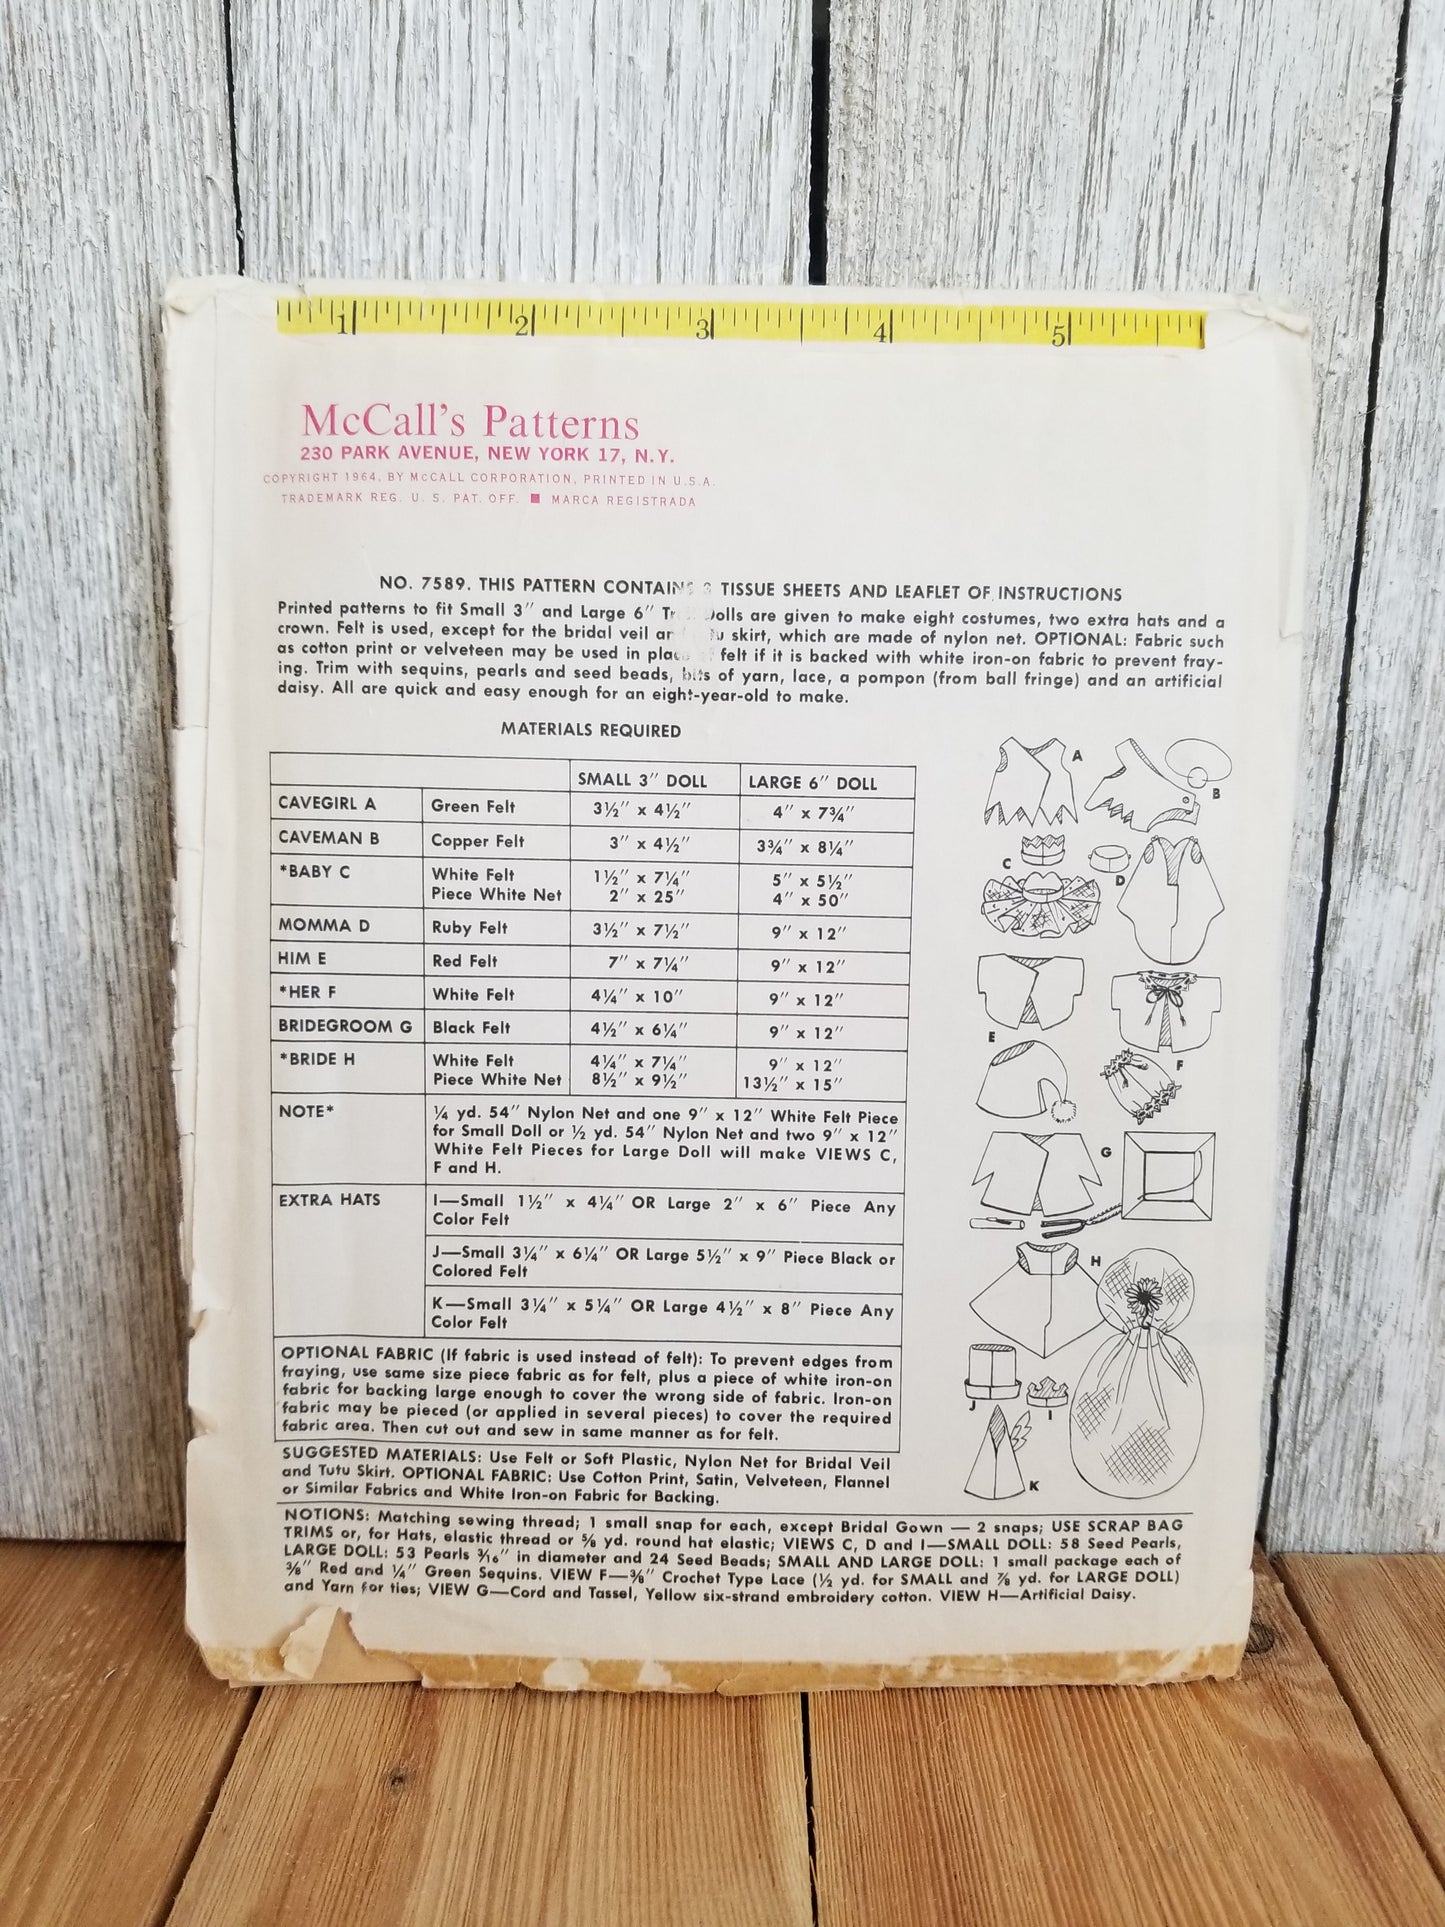 1 2 3 4 5
McCall's Patterns
230 PARK AVENUE, NEW YORK 17, N.Y.
COPYRIGHT 1964, BY McCALL CORPORATION, PRINTED IN U.S.A.
TRADEMARK REG. U. S. PAT. OFF. ■ MARCA REGISTRADA
NO. 7589. THIS PATTERN CONTAINS TISSUE SHEETS AND LEAFLET OF INSTRUCTIONS
Printed patterns to fit Small 3" and Large 6" Dolls are given to make eight costumes, two extra hats and a
crown. Felt is used, except for the bridal veil skirt, which are made of nylon net. OPTIONAL: Fabric such
as cotton print or velveteen may be used in place felt if it is backed with white iron-on fabric to prevent fray-
ing. Trim with sequins, pearls and seed beads, bits of yarn, lace, a pompon (from ball fringe) and an artificial
daisy. All are quick and easy enough for an eight-year-old to make.
MATERIALS REQUIRED
SMALL 3" DOLL LARGE 6" DOLL
CAVEGIRL A Green Felt 3½" x 4½" 4" x 7¾"
CAVEMAN B Copper Felt 3" x 4½" 3¾" x 8¼"
*BABY C White Felt 1½" x 7¼" 5" x 5½"
Piece White Net 2" x 25" 4" x 50"
MOMMA D Ruby Felt 3½" x 7½" 9" x 12"
HIM E Red Felt 7" x 7¼" 9" x 12"
*HER F White Felt 4¼" x 10" 9" x 12"
BRIDEGROOM G Black Felt 4½" x 6¼" 9" x 12"
*BRIDE H White Felt 4¼" x 7¼" 9" x 12"
Piece White Net 8½" x 9½" 13½" x 15"
NOTE* ¼ yd. 54" Nylon Net and one 9" x 12" White Felt Piece
for Small Doll or ½ yd. 54" Nylon Net and two 9" x 12"
White Felt Pieces for Large Doll will make VIEWS C,
F and H.
EXTRA HATS I—Small 1½" x 4¼" OR Large 2" x 6" Piece Any
Color Felt
J—Small 3¼" x 6¼" OR Large 5½" x 9" Piece Black or
Colored Felt
K—Small 3¼" x 5¼" OR Large 4½" x 8" Piece Any
Color Felt
OPTIONAL FABRIC (If fabric is used instead of felt): To prevent edges from
fraying, use same size piece fabric as for felt, plus a piece of white iron-on
fabric for backing large enough to cover the wrong side of fabric. Iron-on
fabric may be pieced (or applied in several pieces) to cover the required
fabric area. Then cut out and sew in same manner as for felt.
SUGGESTED MATERIALS: Use Felt or Soft Plastic, Nylon Net for Bridal Veil
and Tutu Skirt. OPTIONAL FABRIC: Use Cotton Print, Satin, Velveteen, Flannel
or Similar Fabrics and White Iron-on Fabric for Backing.
A
B
C
D
E
F
G
H
J
I
K
NOTIONS: Matching sewing thread; 1 small snap for each, except Bridal Gown — 2 snaps; USE SCRAP BAG
TRIMS or, for Hats, elastic thread or ⅝ yd. round hat elastic; VIEWS C, D and I—SMALL DOLL: 58 Seed Pearls,
LARGE DOLL: 53 Pearls 3/16" in diameter and 24 Seed Beads; SMALL AND LARGE DOLL: 1 small package each of
⅜" Red and ¼" Green Sequins. VIEW F—⅜" Crochet Type Lace (½ yd. for SMALL and ⅞ yd. for LARGE DOLL)
and Yarn for ties; VIEW G—Cord and Tassel, Yellow six-strand embroidery cotton. VIEW H—Artificial Daisy.